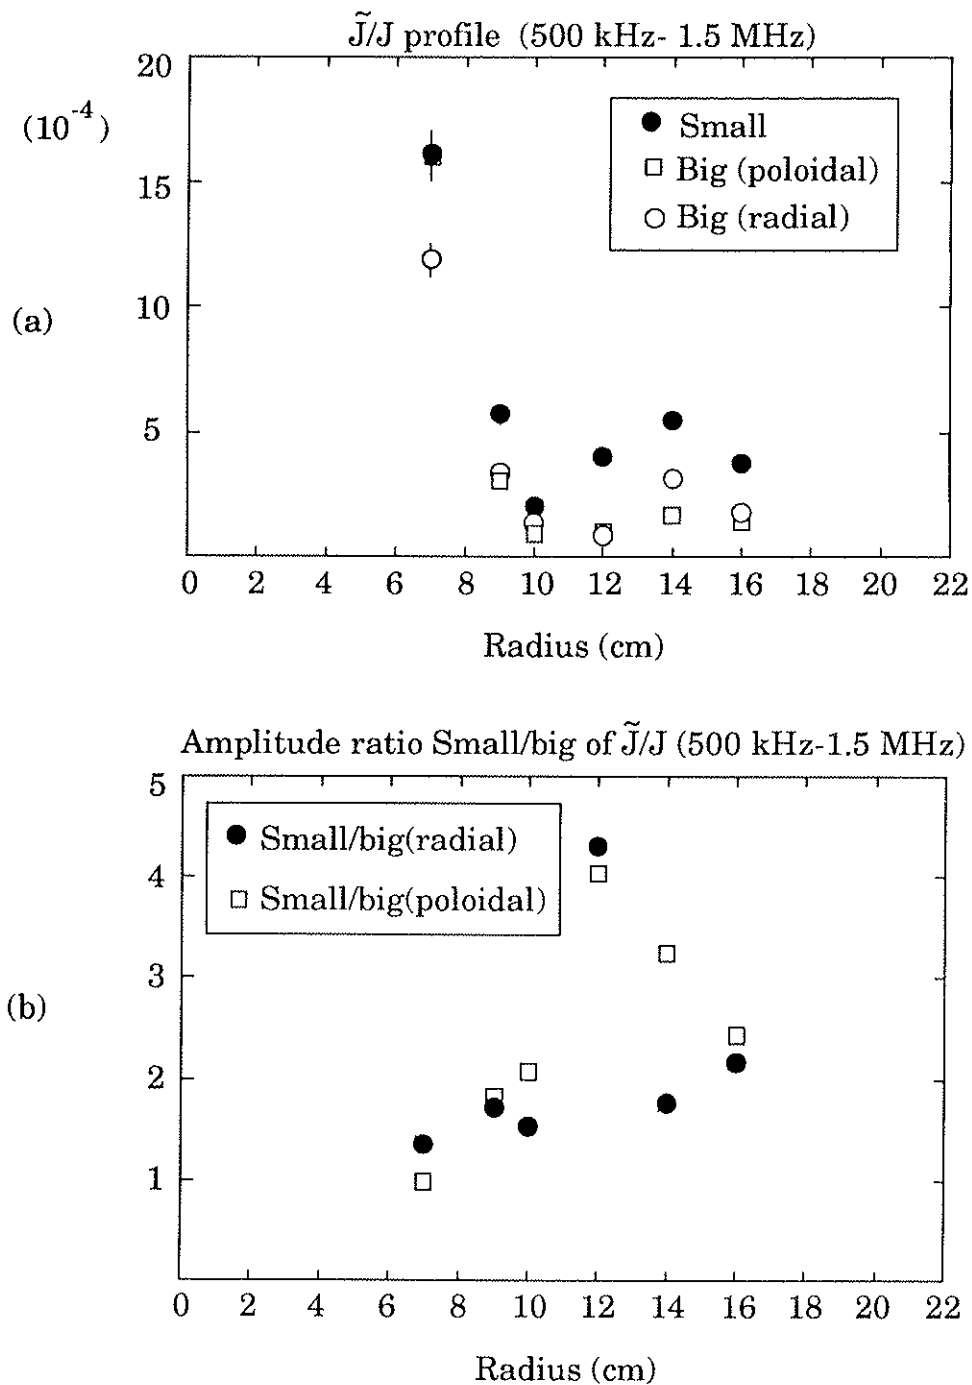 J̃/J profile (500 kHz- 1.5 MHz)
20
(10⁻⁴)
15
10
5
(a)
Small
Big (poloidal)
Big (radial)
0 2 4 6 8 10 12 14 16 18 20 22
Radius (cm)
Amplitude ratio Small/big of J̃/J (500 kHz-1.5 MHz)
5
4
3
2
1
(b)
Small/big(radial)
Small/big(poloidal)
0 2 4 6 8 10 12 14 16 18 20 22
Radius (cm)